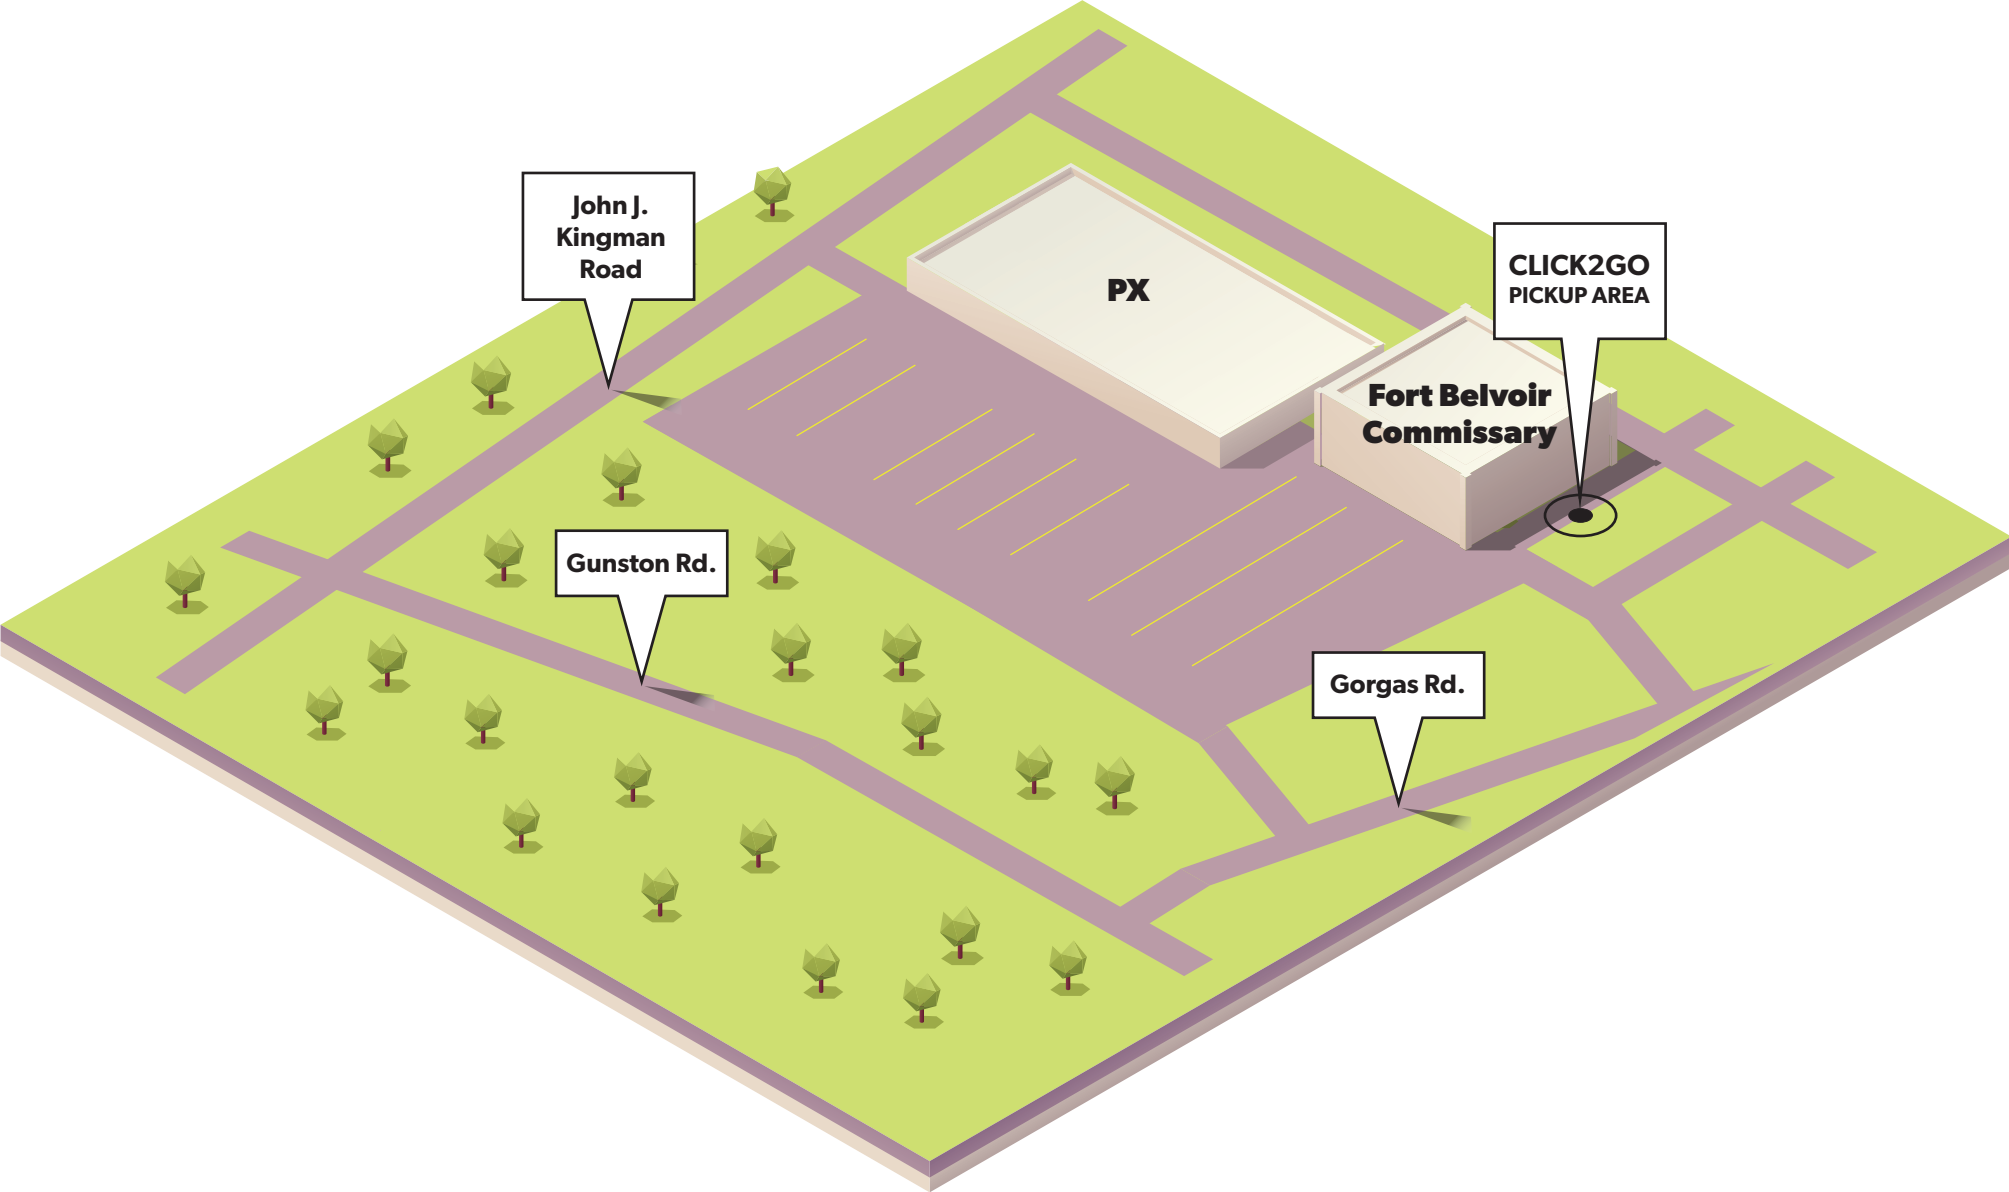 John J.
Kingman
Road
PX
CLICK2GO
PICKUP AREA
Fort Belvoir
Commissary
Gunston Rd.
Gorgas Rd.